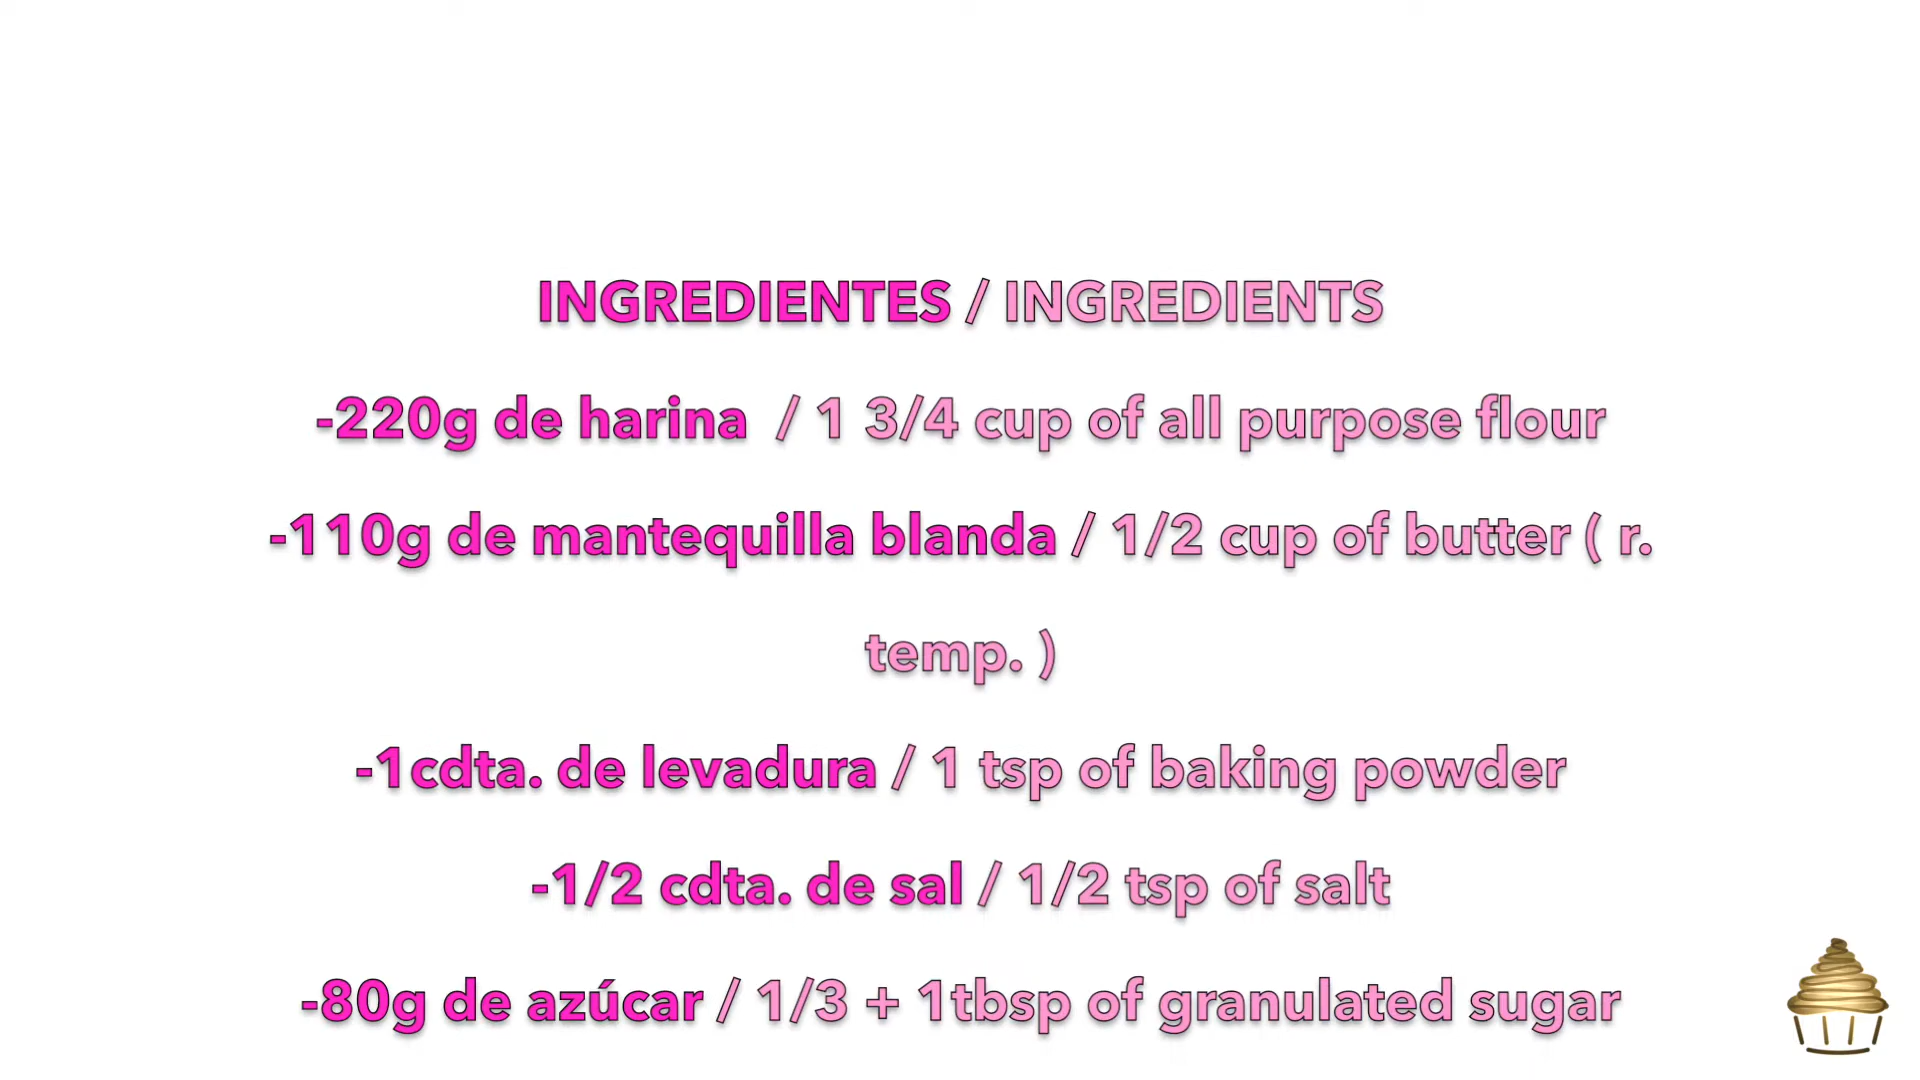 INGREDIENTES / INGREDIENTS
-220g de harina / 1 3/4 cup of all purpose flour
-110g de mantequilla blanda / 1/2 cup of butter ( r.
temp. )
-1cdta. de levadura / 1 tsp of baking powder
-1/2 cdta. de sal / 1/2 tsp of salt
-80g de azúcar / 1/3 + 1tbsp of granulated sugar